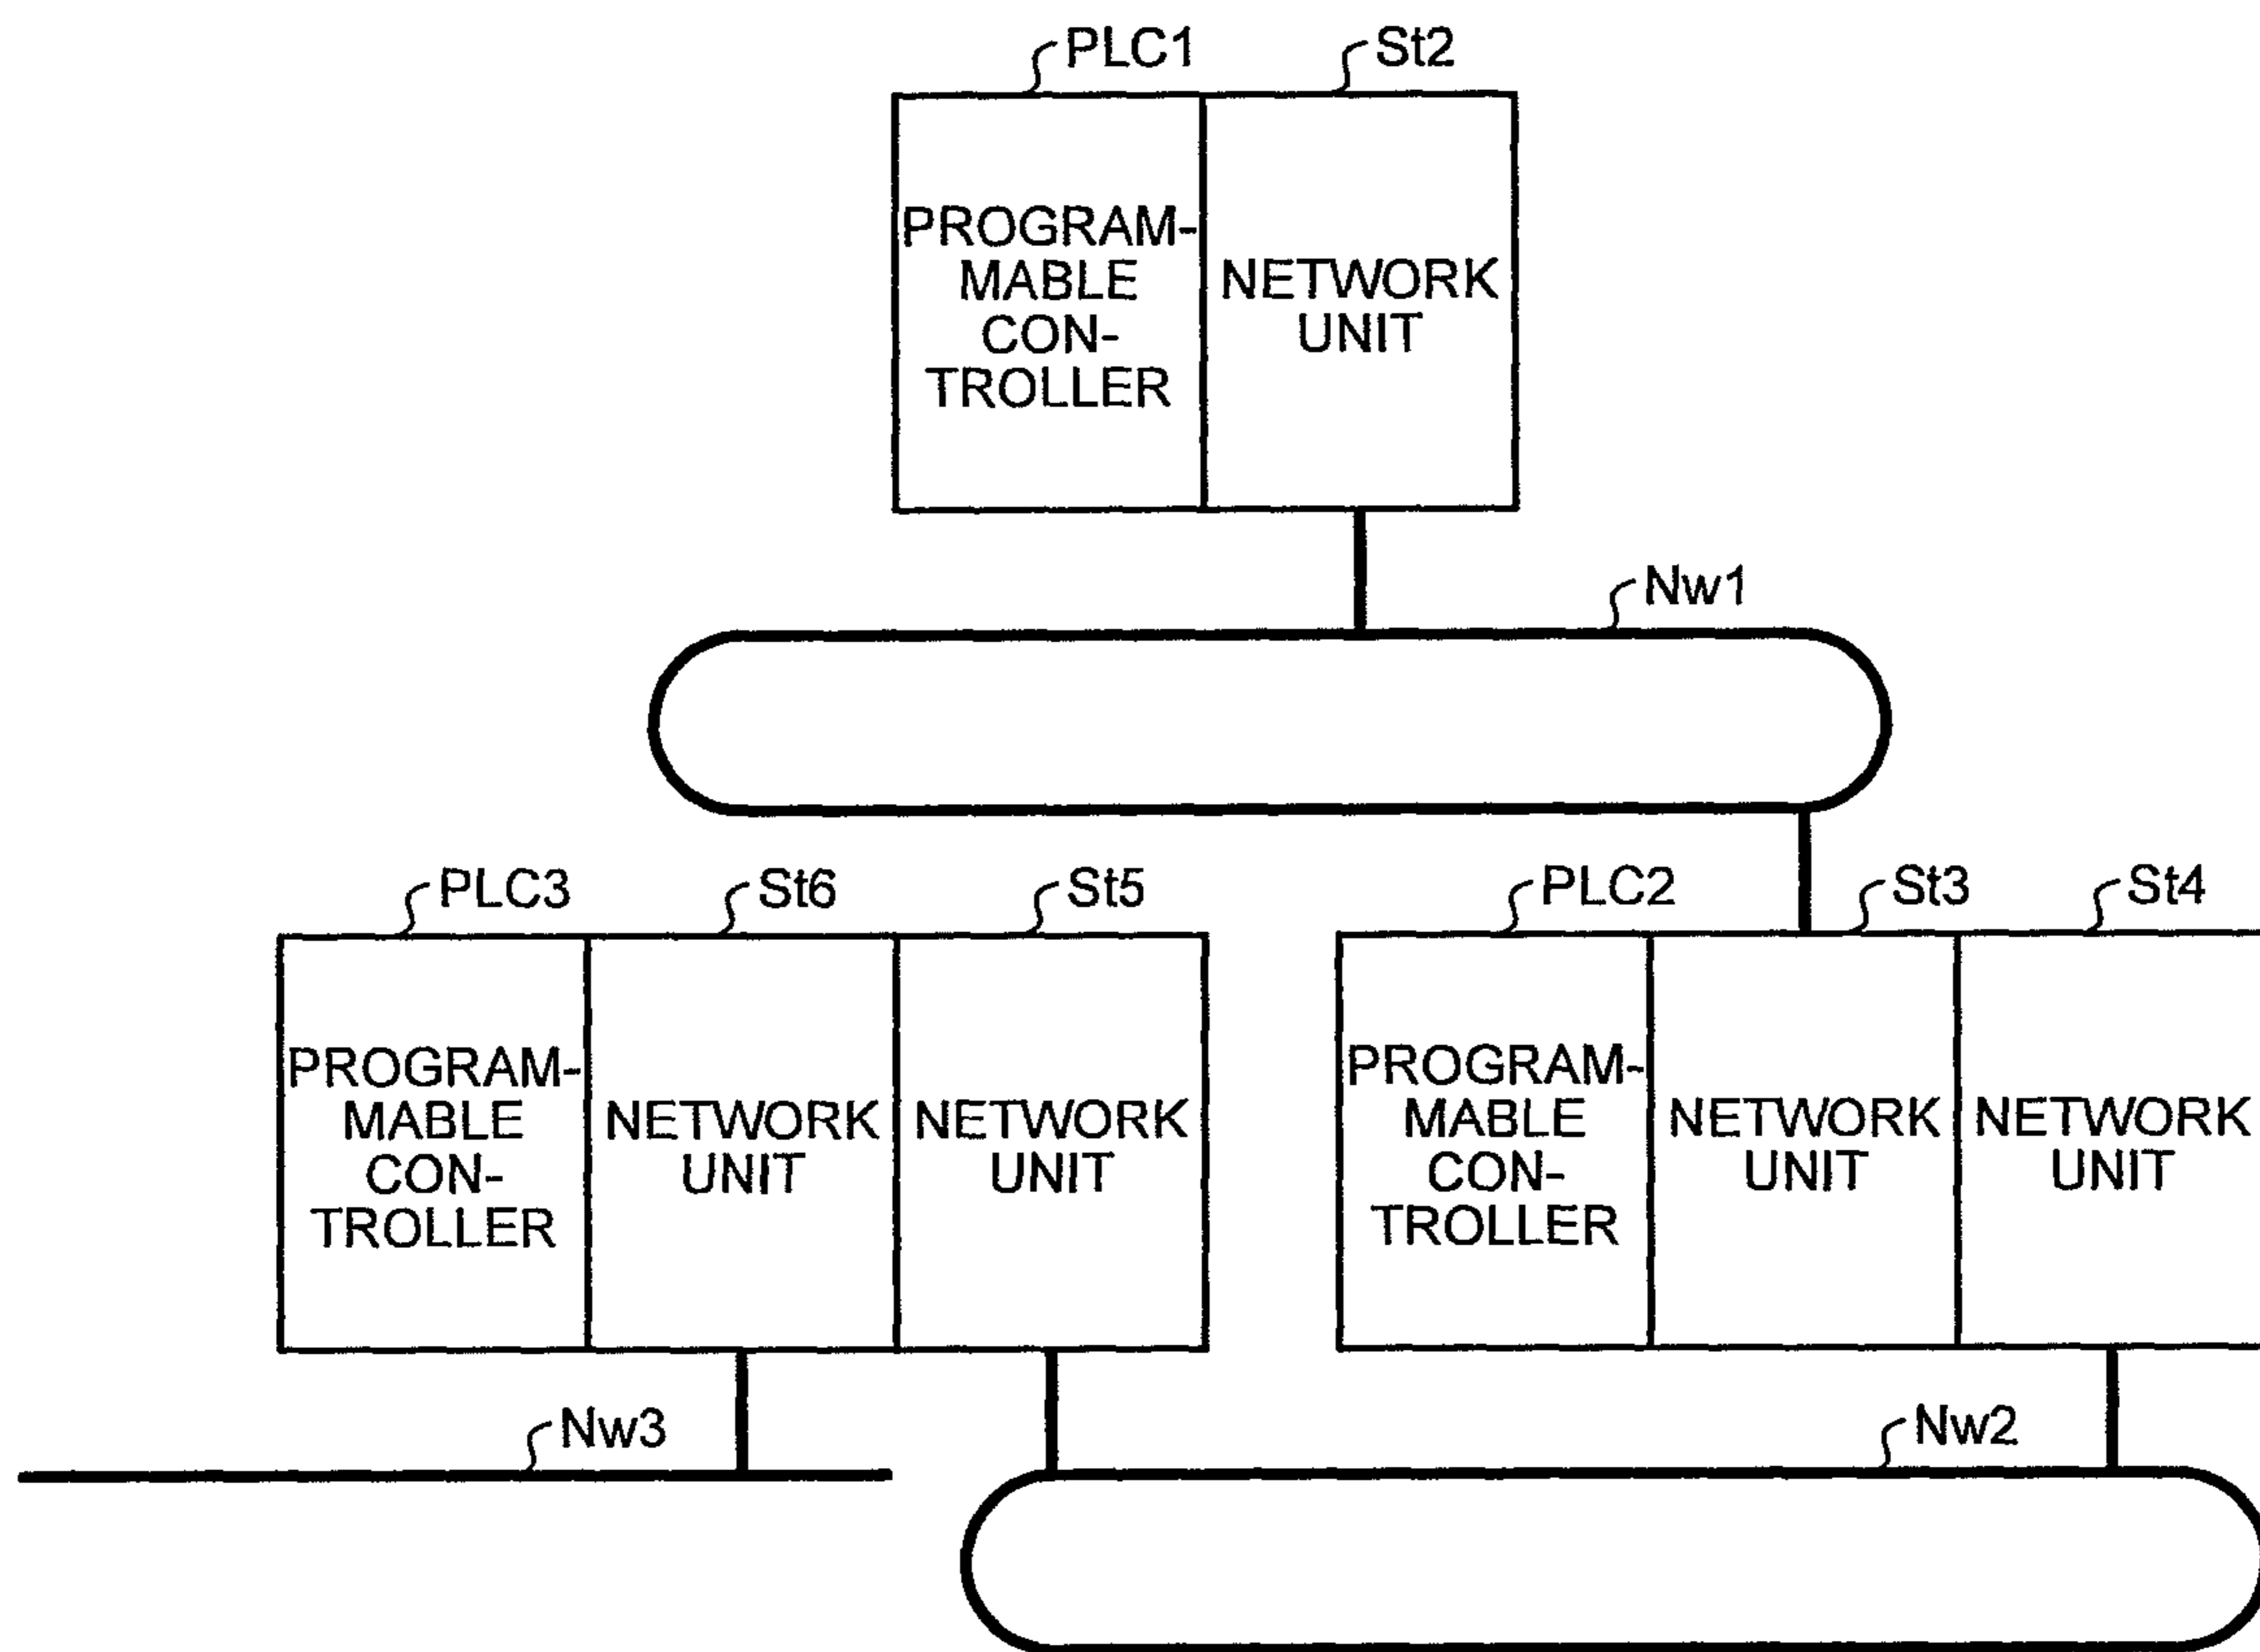 PLC1
St2
PROGRAM-
MABLE
CON-
TROLLER
NETWORK
UNIT
Nw1
PLC3
St6
St5
PLC2
St3
St4
PROGRAM-
MABLE
CON-
TROLLER
NETWORK
UNIT
NETWORK
UNIT
PROGRAM-
MABLE
CON-
TROLLER
NETWORK
UNIT
NETWORK
UNIT
Nw3
Nw2